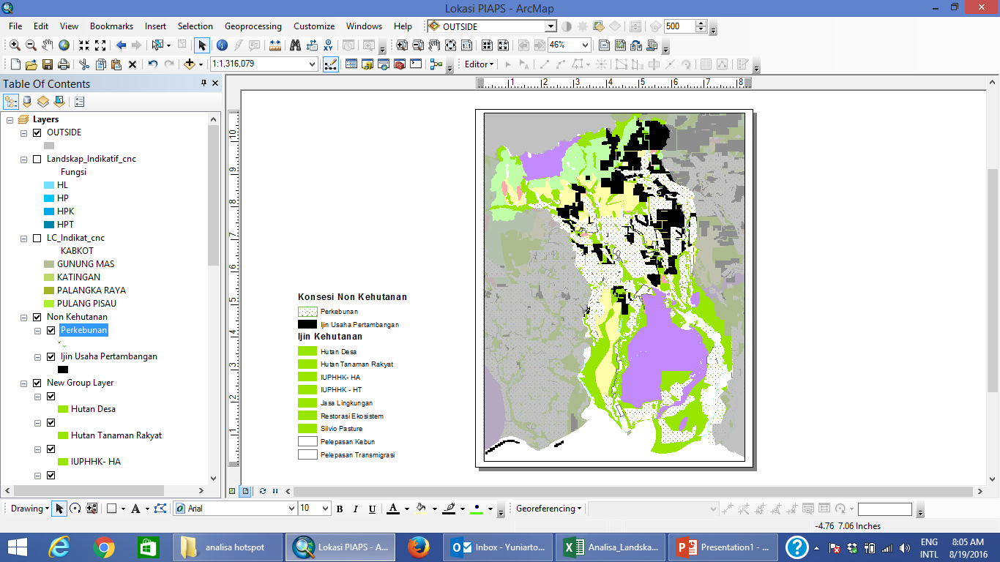 Lokasi PIAPS - ArcMap
File Edit View Bookmarks Insert Selection Geoprocessing Customize Windows Help
OUTSIDE
500
46%
1:1,316,079
Editor
Table Of Contents
Layers
OUTSIDE
Landskap_Indikatif_cnc
Fungsi
HL
HP
HPK
HPT
LC_Indikat_cnc
KABKOT
GUNUNG MAS
KATINGAN
PALANGKA RAYA
PULANG PISAU
Non Kehutanan
Perkebunan
Ijin Usaha Pertambangan
New Group Layer
Hutan Desa
Hutan Tanaman Rakyat
IUPHHK- HA
1 2 3 4 5 6 7 8
10
9
8
7
6
5
4
3
2
1
Konsesi Non Kehutanan
Perkebunan
Ijin Usaha Pertambangan
Ijin Kehutanan
Hutan Desa
Hutan Tanaman Rakyat
IUPHHK- HA
IUPHHK - HT
Jasa Lingkungan
Restorasi Ekosistem
Silvio Pasture
Pelepasan Kebun
Pelepasan Transmigrasi
Drawing
A
Arial
10
B I U A
Georeferencing
-4.76 7.06 Inches
analisa hotspot
Lokasi PIAPS - A...
Inbox - Yuniarto...
Analisa_Landska...
Presentation1 - ...
ENG
INTL
8:05 AM
8/19/2016